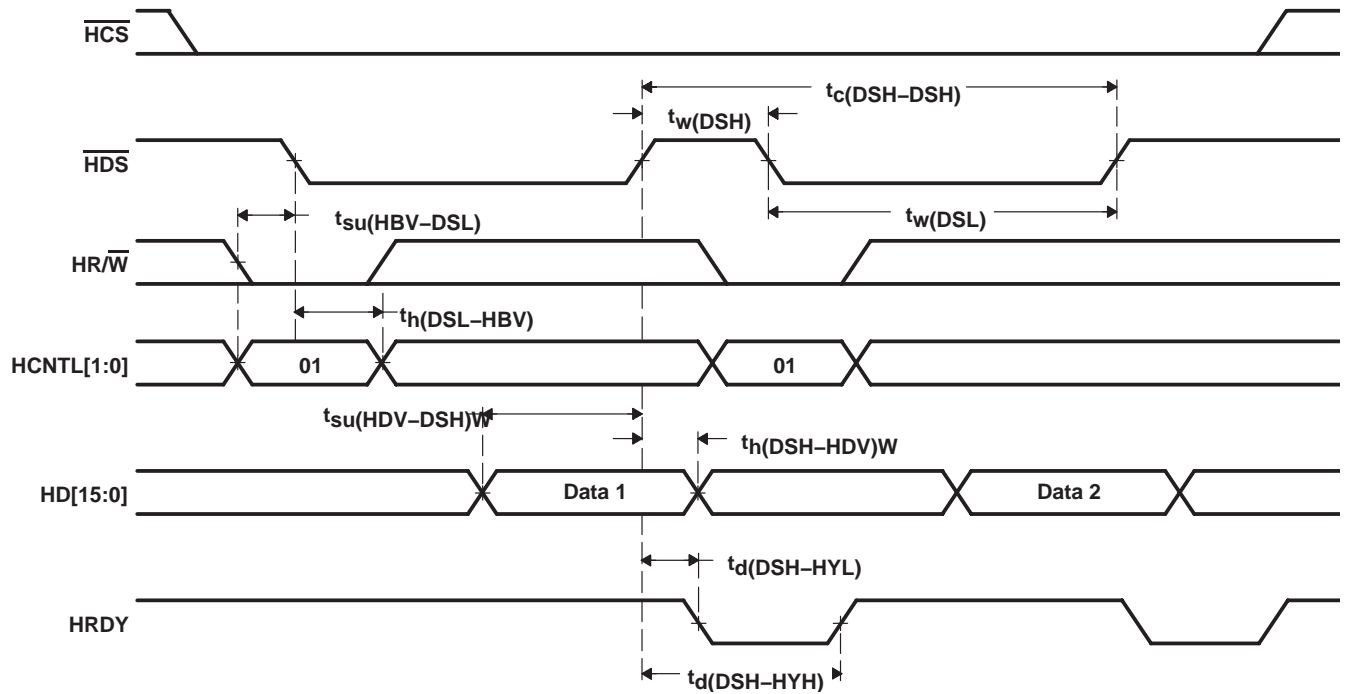 HCS
tc(DSH–DSH)
tw(DSH)
HDS
tsu(HBV–DSL)
tw(DSL)
HR/W
th(DSL–HBV)
HCNTL[1:0]
01
01
tsu(HDV–DSH)W
th(DSH–HDV)W
HD[15:0]
Data 1
Data 2
td(DSH–HYL)
HRDY
td(DSH–HYH)